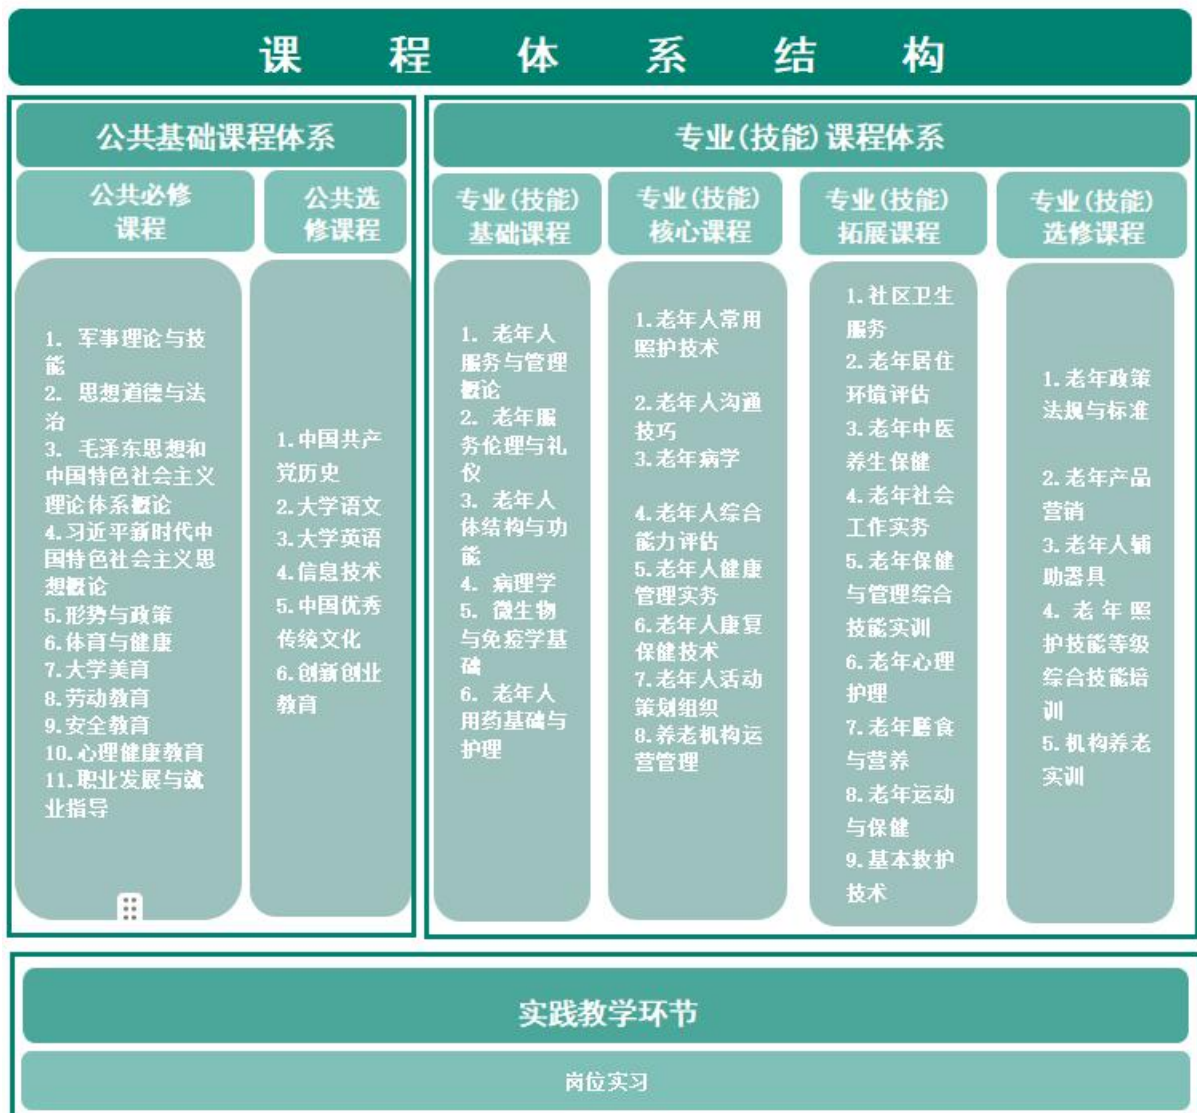 课程体系结构
公共基础课程体系
公共必修
课程
1. 军事理论与技
能
2. 思想道德与法
治
3. 毛泽东思想和
中国特色社会主义
理论体系概论
4.习近平新时代中
国特色社会主义思
想概论
5.形势与政策
6.体育与健康
7.大学美育
8.劳动教育
9.安全教育
10.心理健康教育
11.职业发展与就
业指导
公共选
修课程
1.中国共产
党历史
2.大学语文
3.大学英语
4.信息技术
5.中国优秀
传统文化
6.创新创业
教育
专业(技能)课程体系
专业(技能)
基础课程
1. 老年人
服务与管理
概论
2. 老年服
务伦理与礼
仪
3. 老年人
体结构与功
能
4. 病理学
5. 微生物
与免疫学基
础
6. 老年人
用药基础与
护理
专业(技能)
核心课程
1.老年人常用
照护技术
2.老年人沟通
技巧
3.老年病学
4.老年人综合
能力评估
5.老年人健康
管理实务
6.老年人康复
保健技术
7.老年人活动
策划组织
8.养老机构运
营管理
专业(技能)
拓展课程
1.社区卫生
服务
2.老年居住
环境评估
3.老年中医
养生保健
4.老年社会
工作实务
5.老年保健
与管理综合
技能实训
6.老年心理
护理
7.老年膳食
与营养
8.老年运动
与保健
9.基本救护
技术
专业(技能)
选修课程
1.老年政策
法规与标准
2.老年产品
营销
3.老年人辅
助器具
4.老年照
护技能等级
综合技能培
训
5.机构养老
实训
实践教学环节
岗位实习